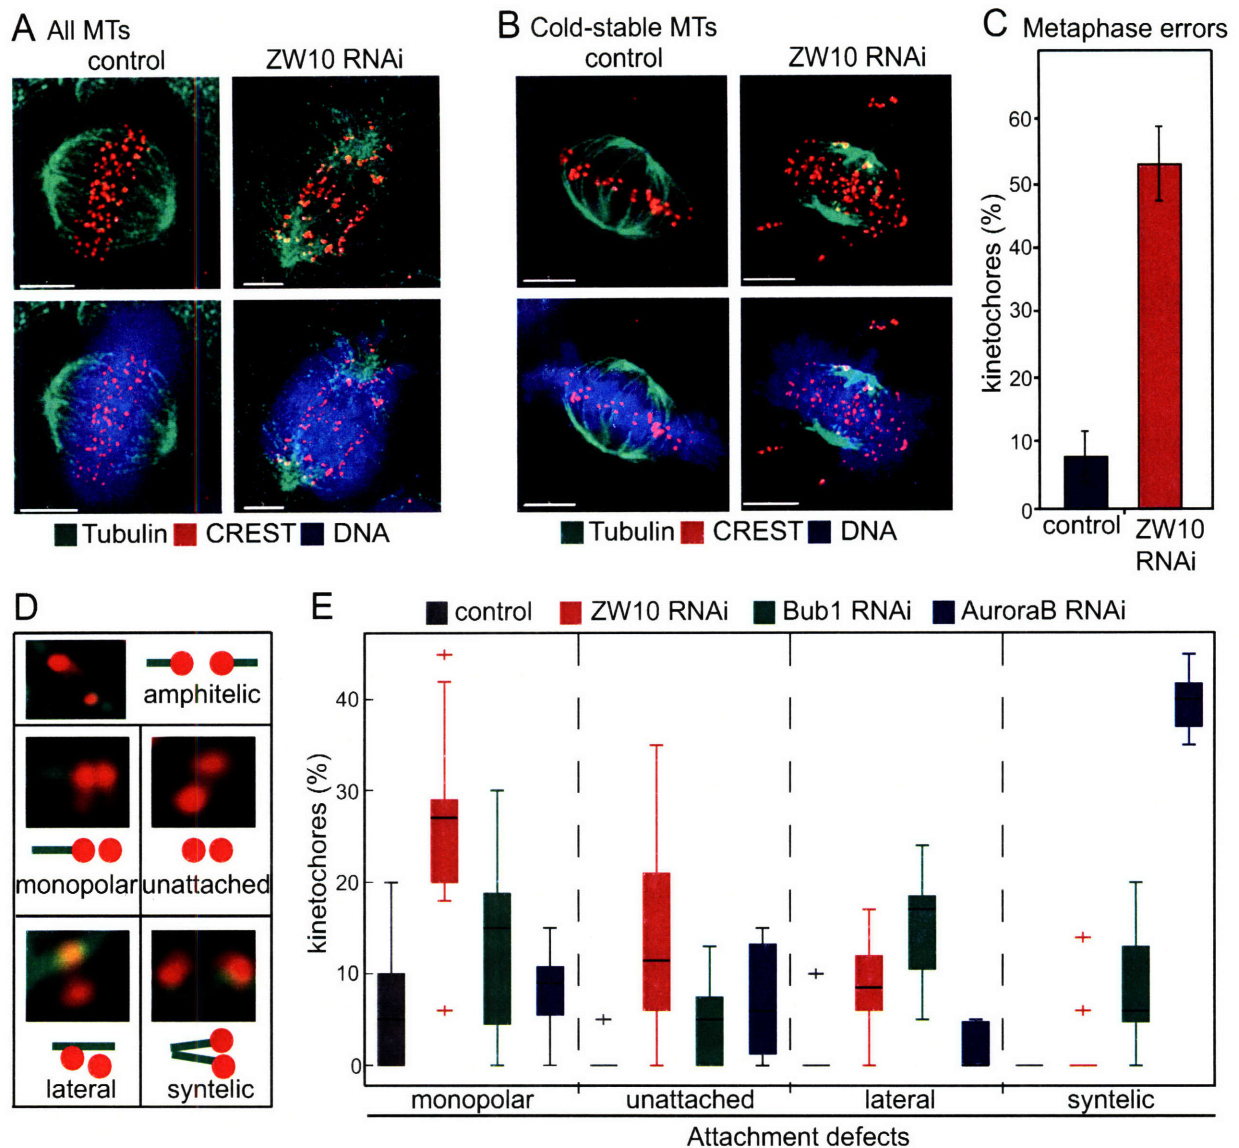 A All MTs
control
ZW10 RNAi
Tubulin CREST DNA
B Cold-stable MTs
control
ZW10 RNAi
Tubulin CREST DNA
C Metaphase errors
kinetochores (%)
60
50
40
30
20
10
0
control
ZW10
RNAi
D
amphitelic
monopolar
unattached
lateral
syntelic
E
control ZW10 RNAi Bub1 RNAi AuroraB RNAi
kinetochores (%)
40
30
20
10
0
monopolar unattached lateral syntelic
Attachment defects